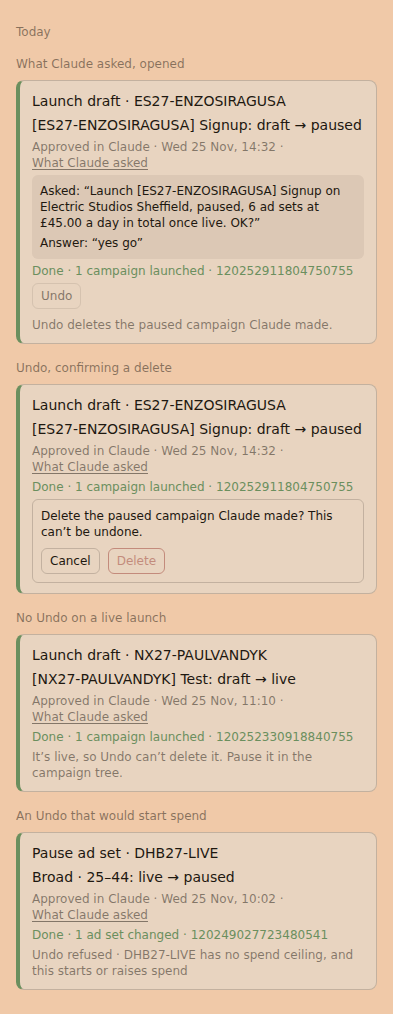 Today
What Claude asked, opened
Launch draft · ES27-ENZOSIRAGUSA
[ES27-ENZOSIRAGUSA] Signup: draft → paused
Approved in Claude · Wed 25 Nov, 14:32 ·
What Claude asked
Asked: “Launch [ES27-ENZOSIRAGUSA] Signup on
Electric Studios Sheffield, paused, 6 ad sets at
£45.00 a day in total once live. OK?”
Answer: “yes go”
Done · 1 campaign launched · 120252911804750755
Undo
Undo deletes the paused campaign Claude made.
Undo, confirming a delete
Launch draft · ES27-ENZOSIRAGUSA
[ES27-ENZOSIRAGUSA] Signup: draft → paused
Approved in Claude · Wed 25 Nov, 14:32 ·
What Claude asked
Done · 1 campaign launched · 120252911804750755
Delete the paused campaign Claude made? This
can’t be undone.
Cancel Delete
No Undo on a live launch
Launch draft · NX27-PAULVANDYK
[NX27-PAULVANDYK] Test: draft → live
Approved in Claude · Wed 25 Nov, 11:10 ·
What Claude asked
Done · 1 campaign launched · 120252330918840755
It’s live, so Undo can’t delete it. Pause it in the
campaign tree.
An Undo that would start spend
Pause ad set · DHB27-LIVE
Broad · 25–44: live → paused
Approved in Claude · Wed 25 Nov, 10:02 ·
What Claude asked
Done · 1 ad set changed · 120249027723480541
Undo refused · DHB27-LIVE has no spend ceiling, and
this starts or raises spend